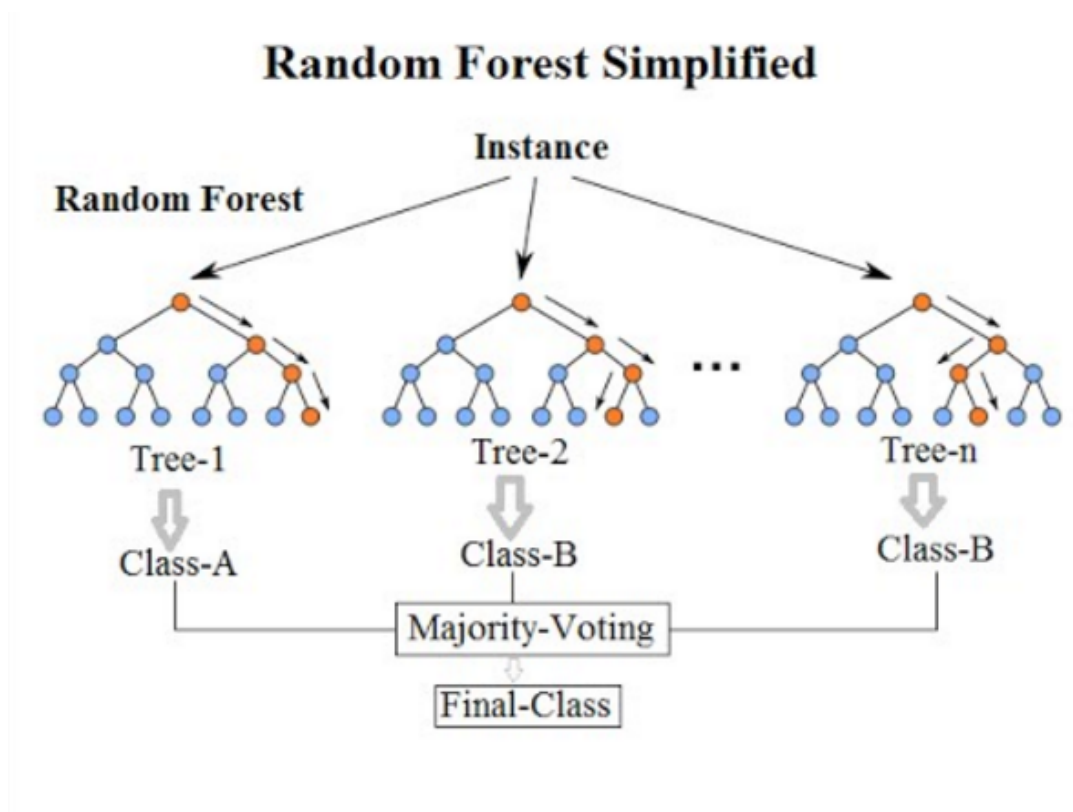 Random Forest Simplified
Instance
Random Forest
...
Tree-1
Tree-2
Tree-n
Class-A
Class-B
Class-B
Majority-Voting
Final-Class